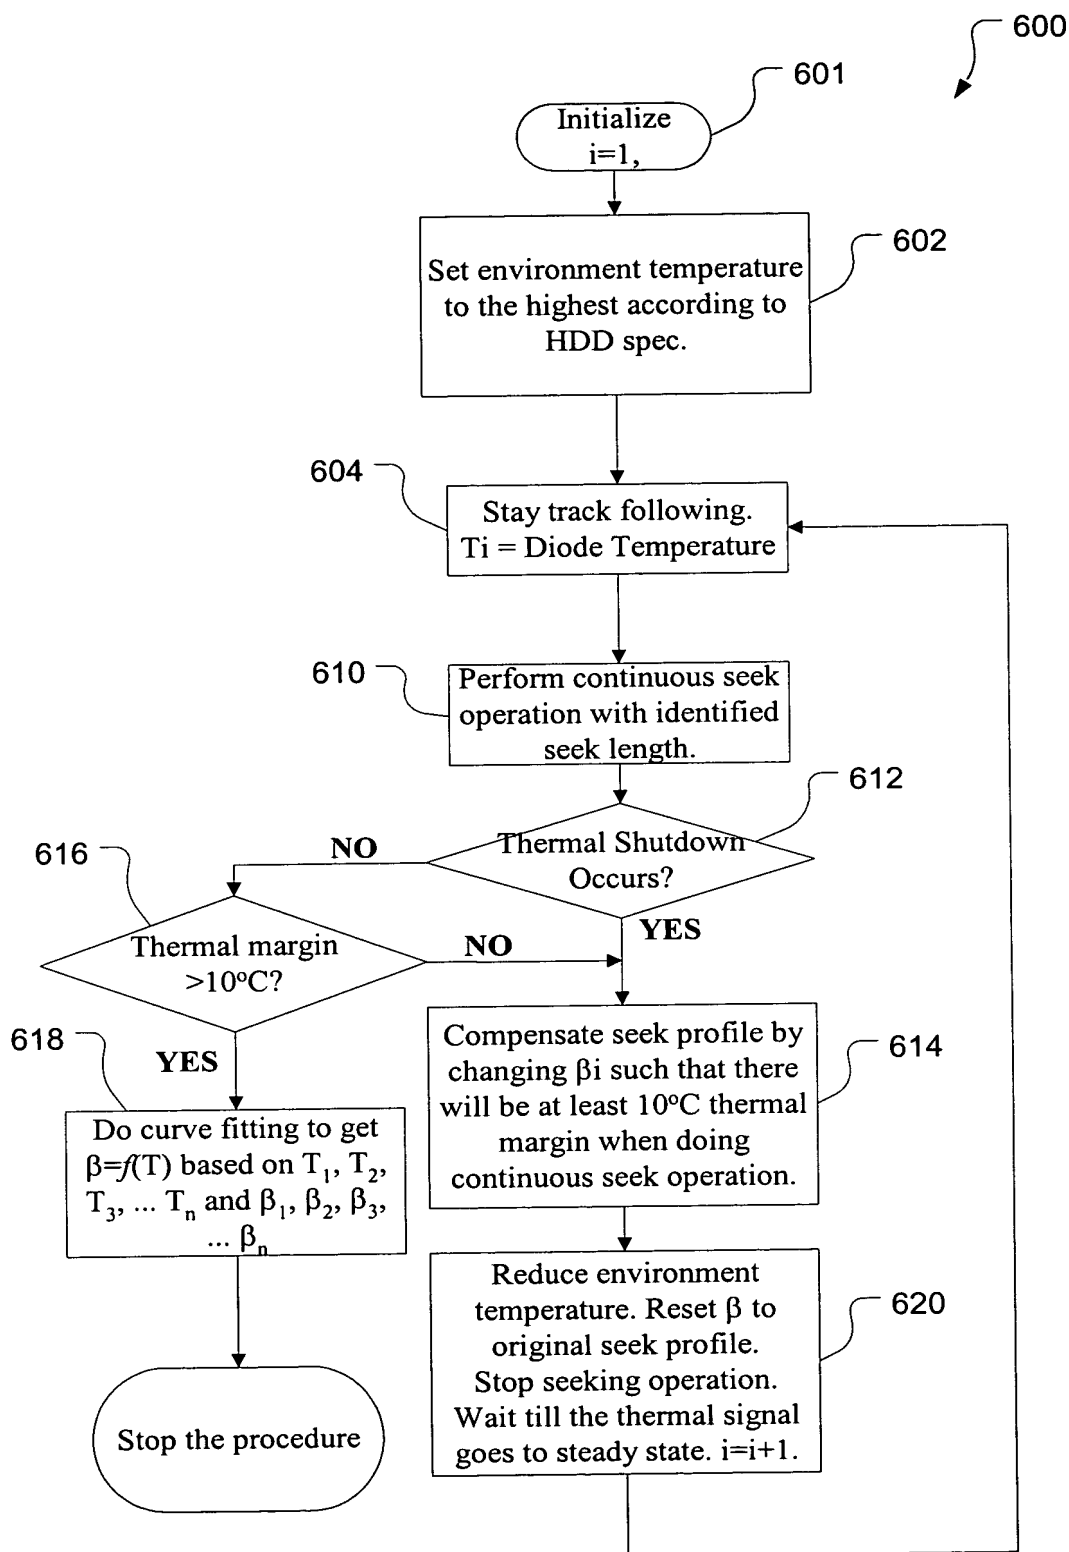 600
601
Initialize
i=1,
602
Set environment temperature
to the highest according to
HDD spec.
604
Stay track following.
Ti = Diode Temperature
610
Perform continuous seek
operation with identified
seek length.
612
Thermal Shutdown
Occurs?
NO
YES
616
Thermal margin
>10°C?
NO
YES
614
Compensate seek profile by
changing βi such that there
will be at least 10°C thermal
margin when doing
continuous seek operation.
618
Do curve fitting to get
β=f(T) based on T₁, T₂,
T₃, ... Tₙ and β₁, β₂, β₃,
... βₙ
620
Reduce environment
temperature. Reset β to
original seek profile.
Stop seeking operation.
Wait till the thermal signal
goes to steady state. i=i+1.
Stop the procedure